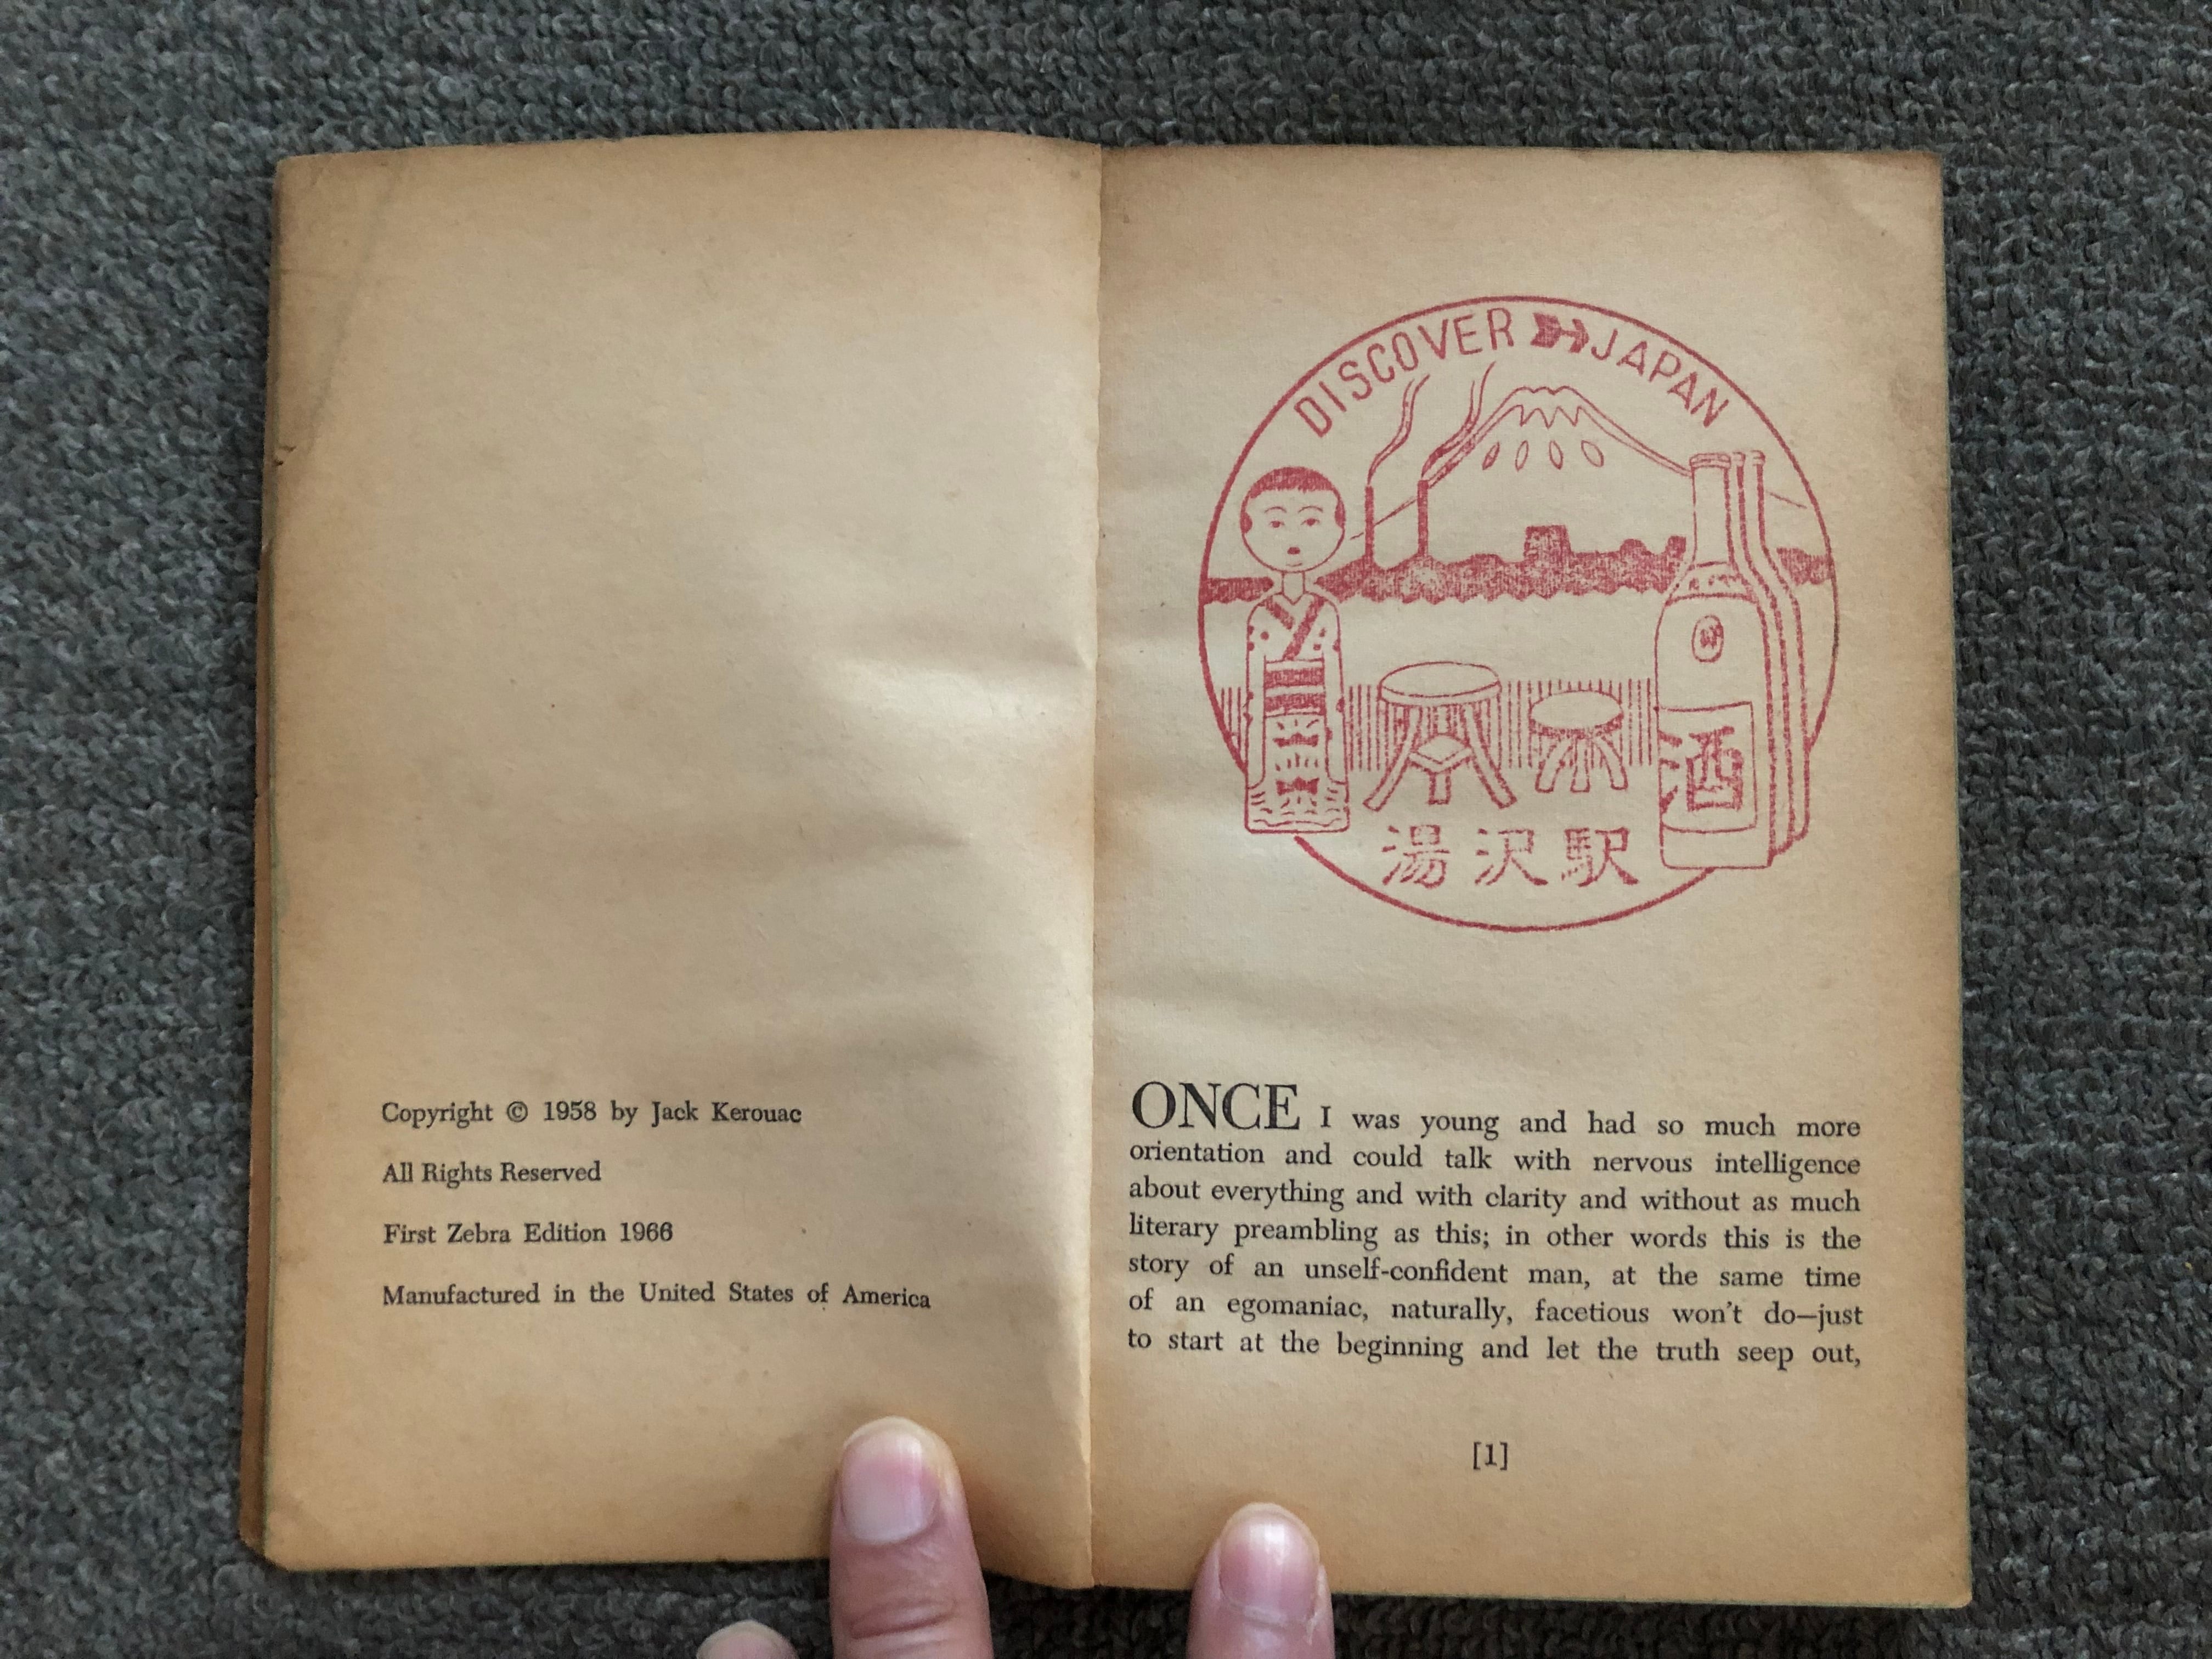 Copyright © 1958 by Jack Kerouac
All Rights Reserved
First Zebra Edition 1966
Manufactured in the United States of America
DISCOVER JAPAN
酒
湯沢駅
ONCE I was young and had so much more
orientation and could talk with nervous intelligence
about everything and with clarity and without as much
literary preambling as this; in other words this is the
story of an unself-confident man, at the same time
of an egomaniac, naturally, facetious won't do—just
to start at the beginning and let the truth seep out,
[1]